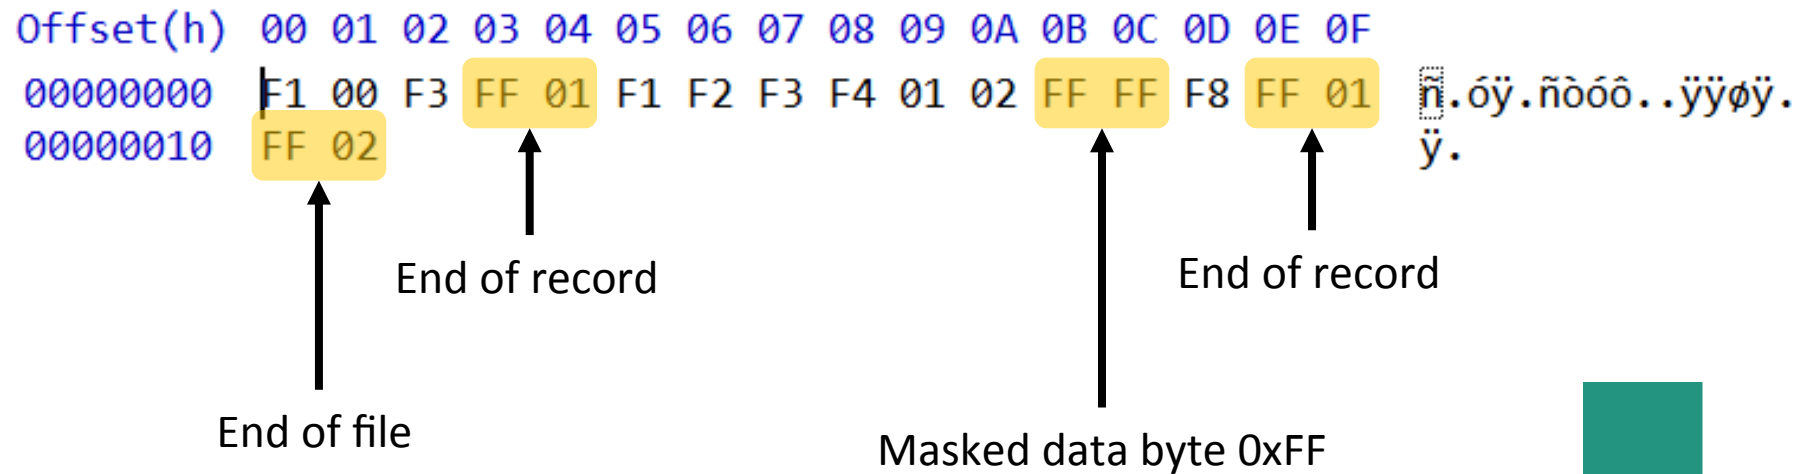 Offset(h) 00 01 02 03 04 05 06 07 08 09 0A 0B 0C 0D 0E 0F
00000000 F1 00 F3 FF 01 F1 F2 F3 F4 01 02 FF FF F8 FF 01 ñ.óÿ.ñòóô..ÿÿøÿ.
00000010 FF 02 ÿ.
End of record
End of record
End of file
Masked data byte 0xFF